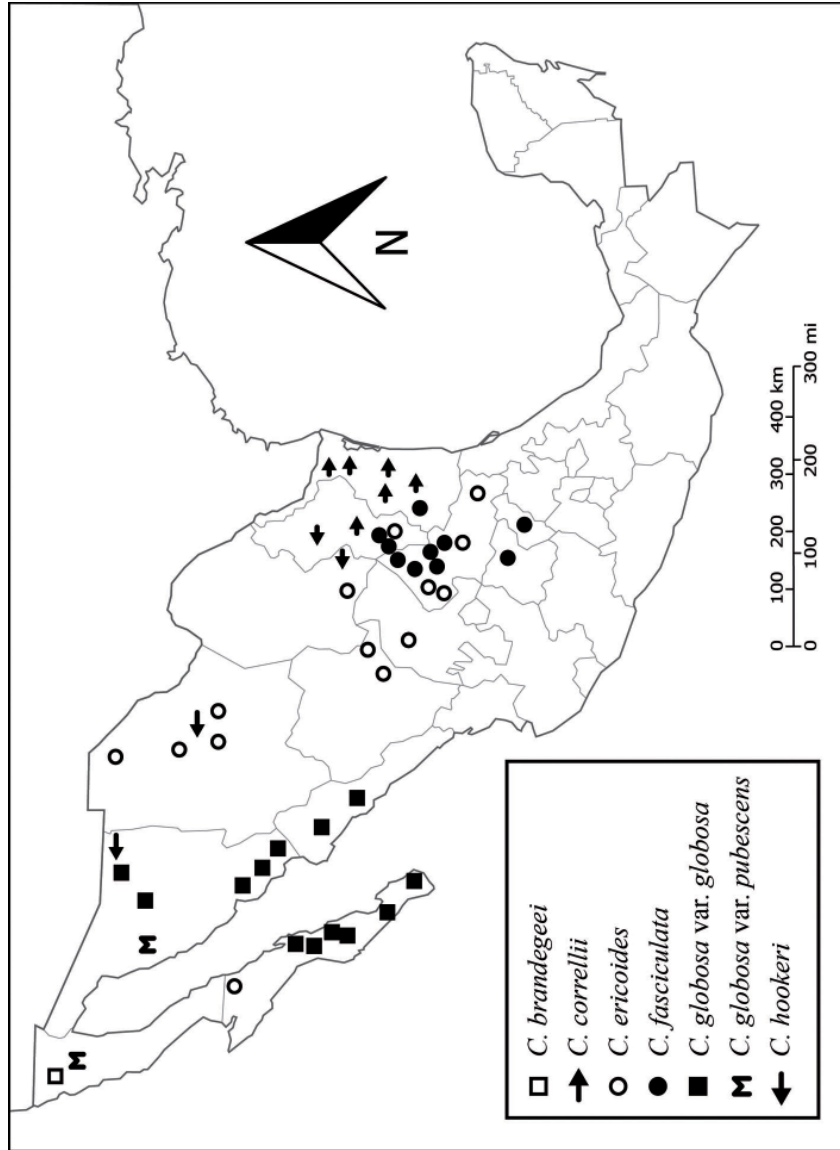 N
0 100 200 300 400 km
0 100 200 300 mi
C. brandegeei
C. correllii
C. ericoides
C. fasciculata
C. globosa var. globosa
C. globosa var. pubescens
C. hookeri